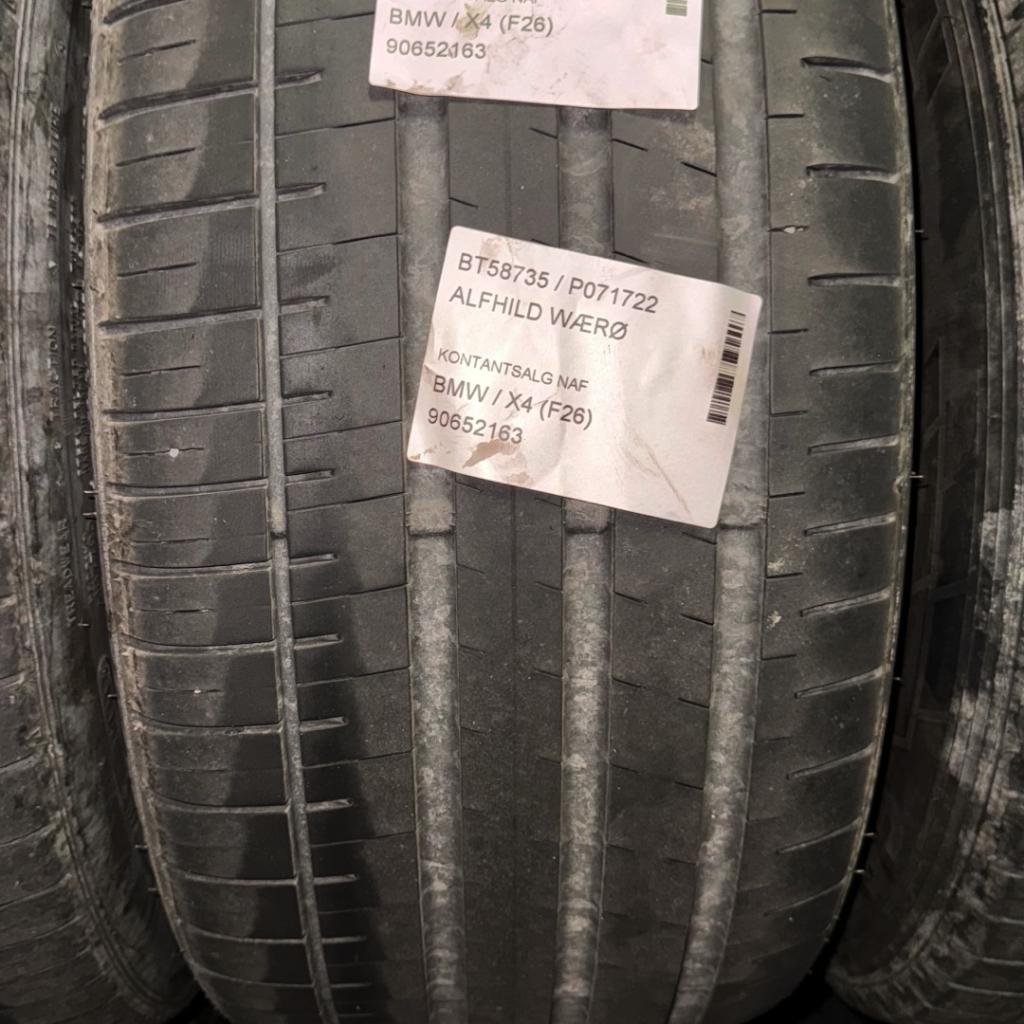 BMW / X4 (F26)
90652163
BT58735 / P071722
ALFHILD WÆRØ
KONTANTSALG NAF
BMW / X4 (F26)
90652163